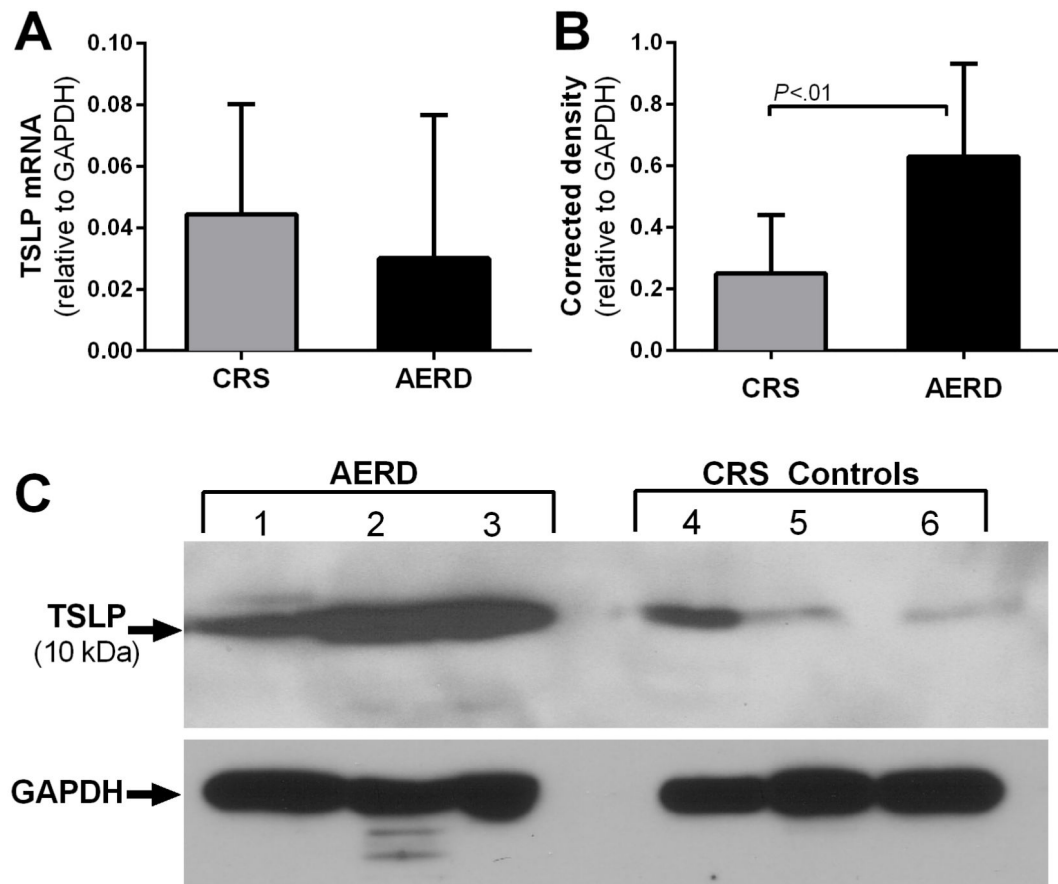 A
TSLP mRNA
(relative to GAPDH)
0.10
0.08
0.06
0.04
0.02
0.00
CRS
AERD
B
Corrected density
(relative to GAPDH)
1.0
0.8
0.6
0.4
0.2
0.0
P<.01
CRS
AERD
C
AERD
CRS Controls
1 2 3 4 5 6
TSLP
(10 kDa)
GAPDH